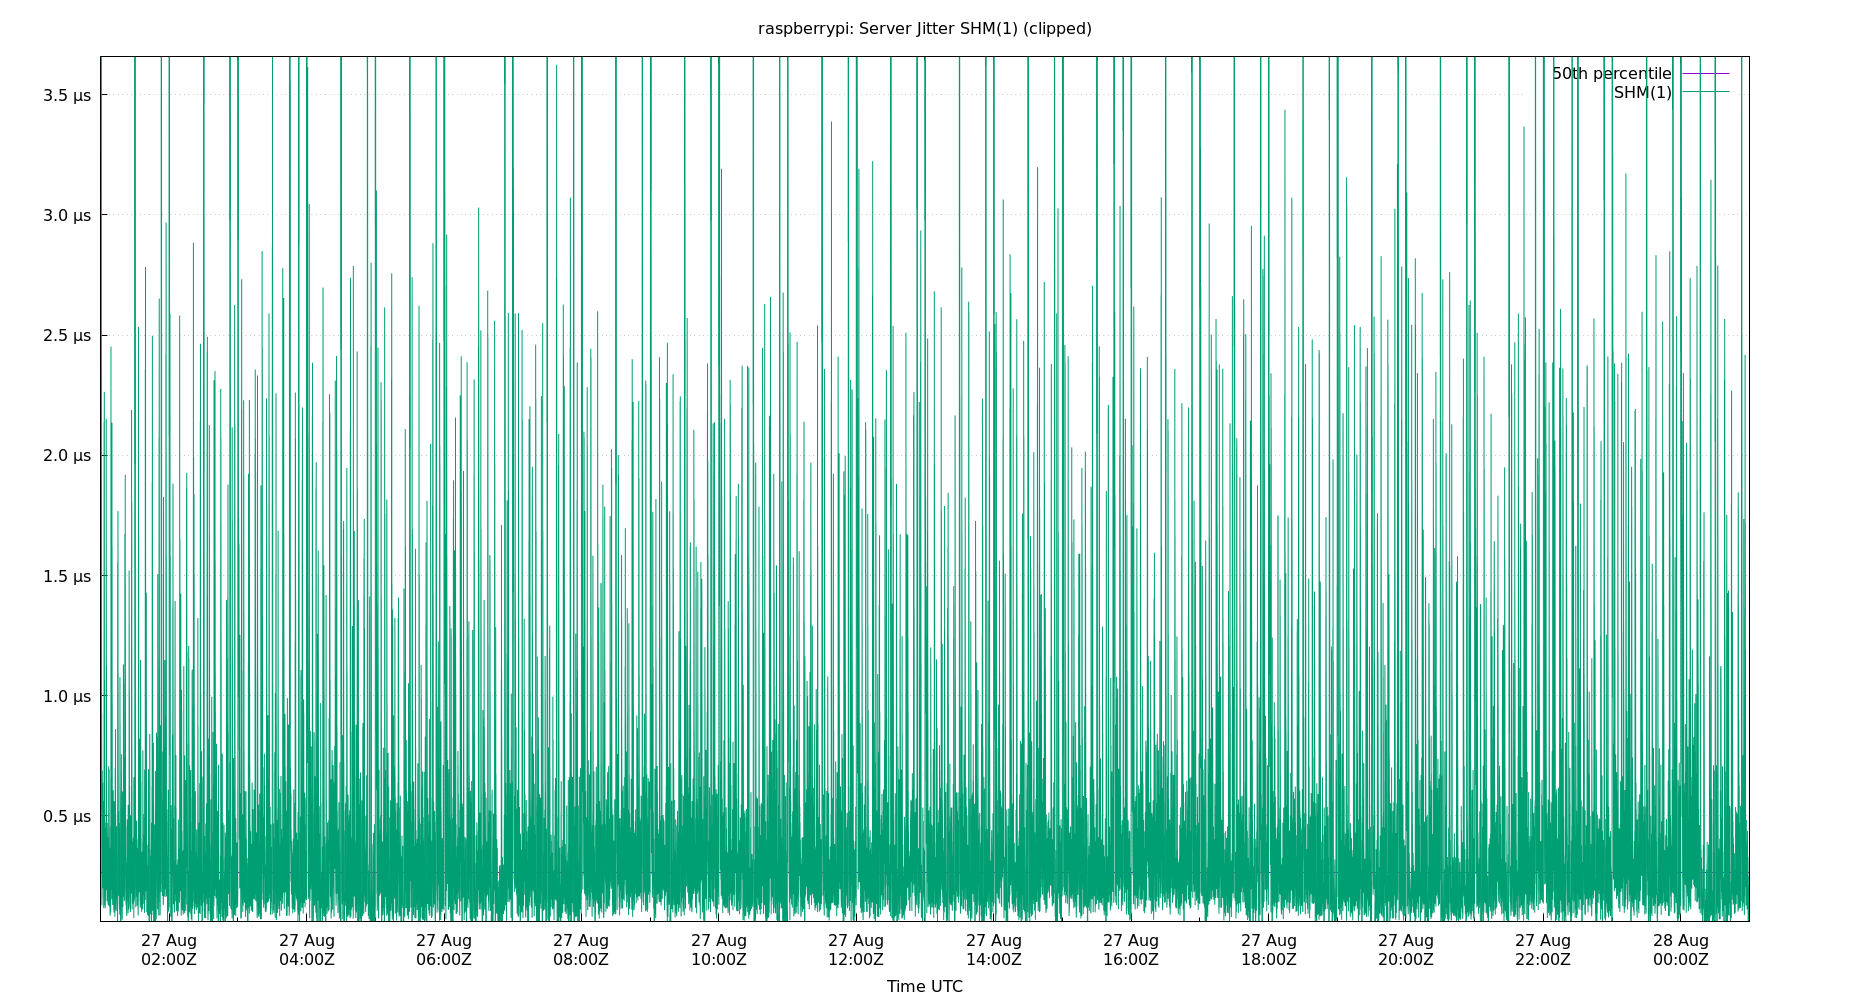 raspberrypi: Server Jitter SHM(1) (clipped)
50th percentile
SHM(1)
3.5 µs
3.0 µs
2.5 µs
2.0 µs
1.5 µs
1.0 µs
0.5 µs
27 Aug 27 Aug 27 Aug 27 Aug 27 Aug 27 Aug 27 Aug 27 Aug 27 Aug 27 Aug 27 Aug 28 Aug
02:00Z 04:00Z 06:00Z 08:00Z 10:00Z 12:00Z 14:00Z 16:00Z 18:00Z 20:00Z 22:00Z 00:00Z
Time UTC